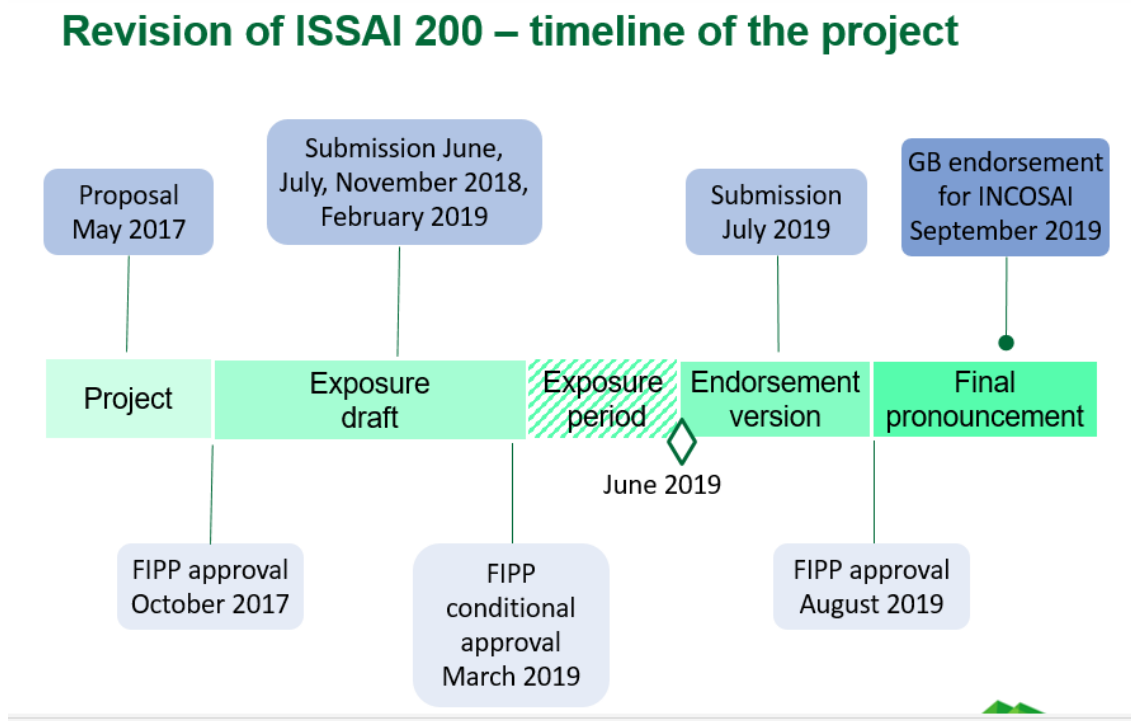 Revision of ISSAI 200 – timeline of the project
Proposal
May 2017
Submission June,
July, November 2018,
February 2019
Submission
July 2019
GB endorsement
for INCOSAI
September 2019
Project
Exposure
draft
Exposure
period
Endorsement
version
Final
pronouncement
June 2019
FIPP approval
October 2017
FIPP
conditional
approval
March 2019
FIPP approval
August 2019